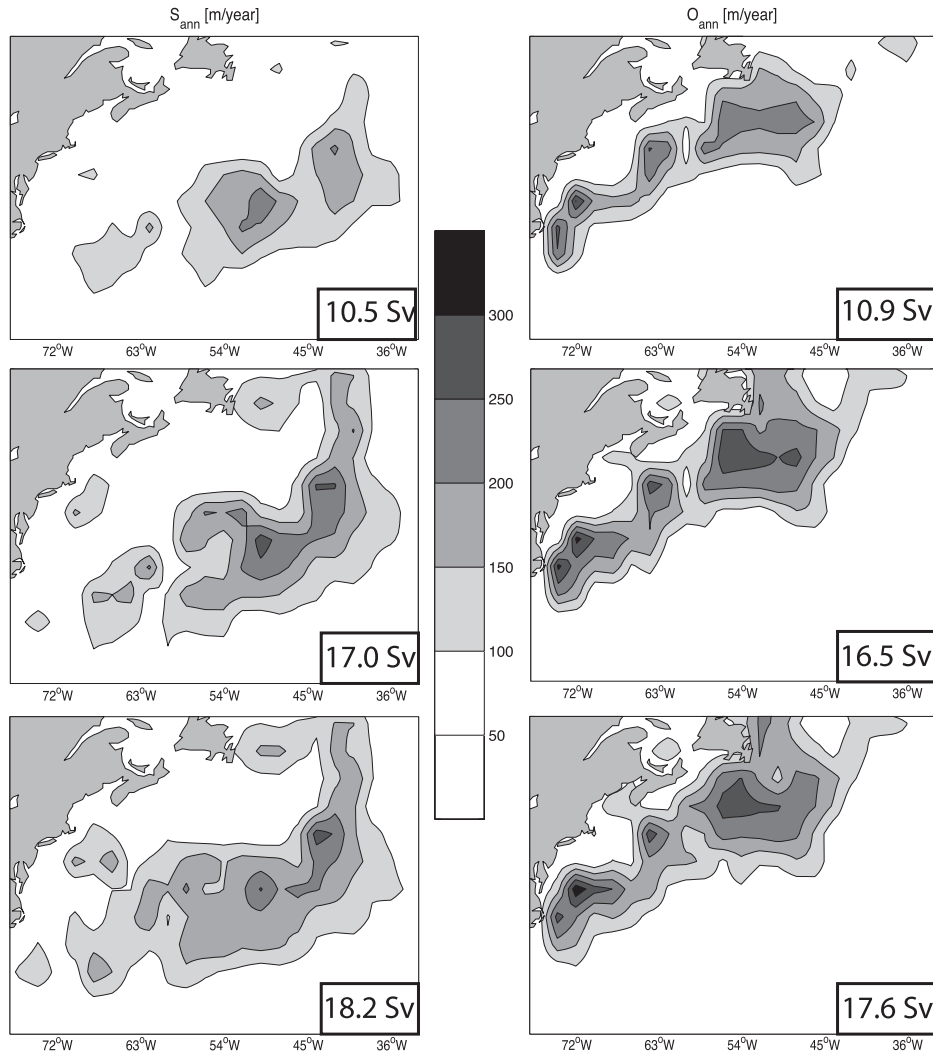 S_ann [m/year]
O_ann [m/year]
10.5 Sv
10.9 Sv
72°W 63°W 54°W 45°W 36°W
72°W 63°W 54°W 45°W 36°W
300
250
200
150
100
50
17.0 Sv
16.5 Sv
72°W 63°W 54°W 45°W 36°W
72°W 63°W 54°W 45°W 36°W
18.2 Sv
17.6 Sv
72°W 63°W 54°W 45°W 36°W
72°W 63°W 54°W 45°W 36°W